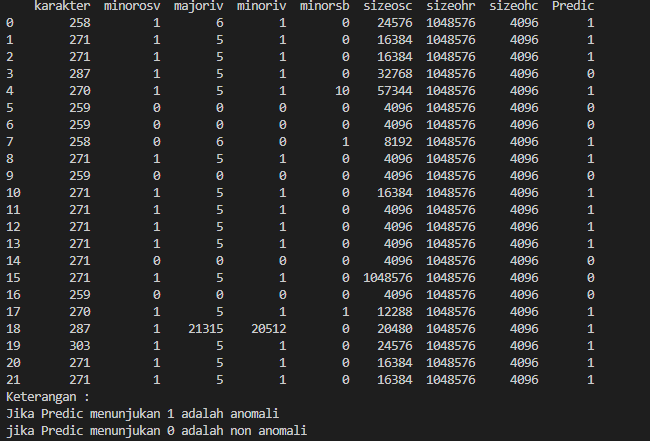 karakter minorosv majoriv minoriv minorsb sizeosc sizeohr sizeohc Predic
0 258 1 6 1 0 24576 1048576 4096 1
1 271 1 5 1 0 16384 1048576 4096 1
2 271 1 5 1 0 16384 1048576 4096 1
3 287 1 5 1 0 32768 1048576 4096 0
4 270 1 5 1 10 57344 1048576 4096 1
5 259 0 0 0 0 4096 1048576 4096 0
6 259 0 0 0 0 4096 1048576 4096 0
7 258 0 6 0 1 8192 1048576 4096 1
8 271 1 5 1 0 4096 1048576 4096 1
9 259 0 0 0 0 4096 1048576 4096 0
10 271 1 5 1 0 16384 1048576 4096 1
11 271 1 5 1 0 4096 1048576 4096 1
12 271 1 5 1 0 4096 1048576 4096 1
13 271 1 5 1 0 4096 1048576 4096 1
14 271 0 0 0 0 4096 1048576 4096 0
15 271 1 5 1 0 1048576 1048576 4096 0
16 259 0 0 0 0 4096 1048576 4096 0
17 270 1 5 1 1 12288 1048576 4096 1
18 287 1 21315 20512 0 20480 1048576 4096 1
19 303 1 5 1 0 24576 1048576 4096 1
20 271 1 5 1 0 16384 1048576 4096 1
21 271 1 5 1 0 16384 1048576 4096 1
Keterangan :
Jika Predic menunjukan 1 adalah anomali
jika Predic menunjukan 0 adalah non anomali